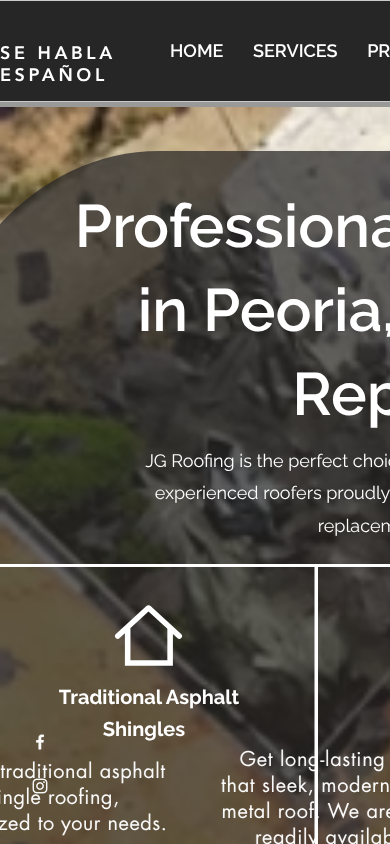 SE HABLA
ESPAÑOL
HOME SERVICES
Professiona
in Peoria,
Rep
JG Roofing is the perfect choi
experienced roofers proudly
replacem
Traditional Asphalt
Shingles
traditional asphalt
ingle roofing,
zed to your needs.
Get long-lasting
that sleek, modern
metal roof. We are
readily availab